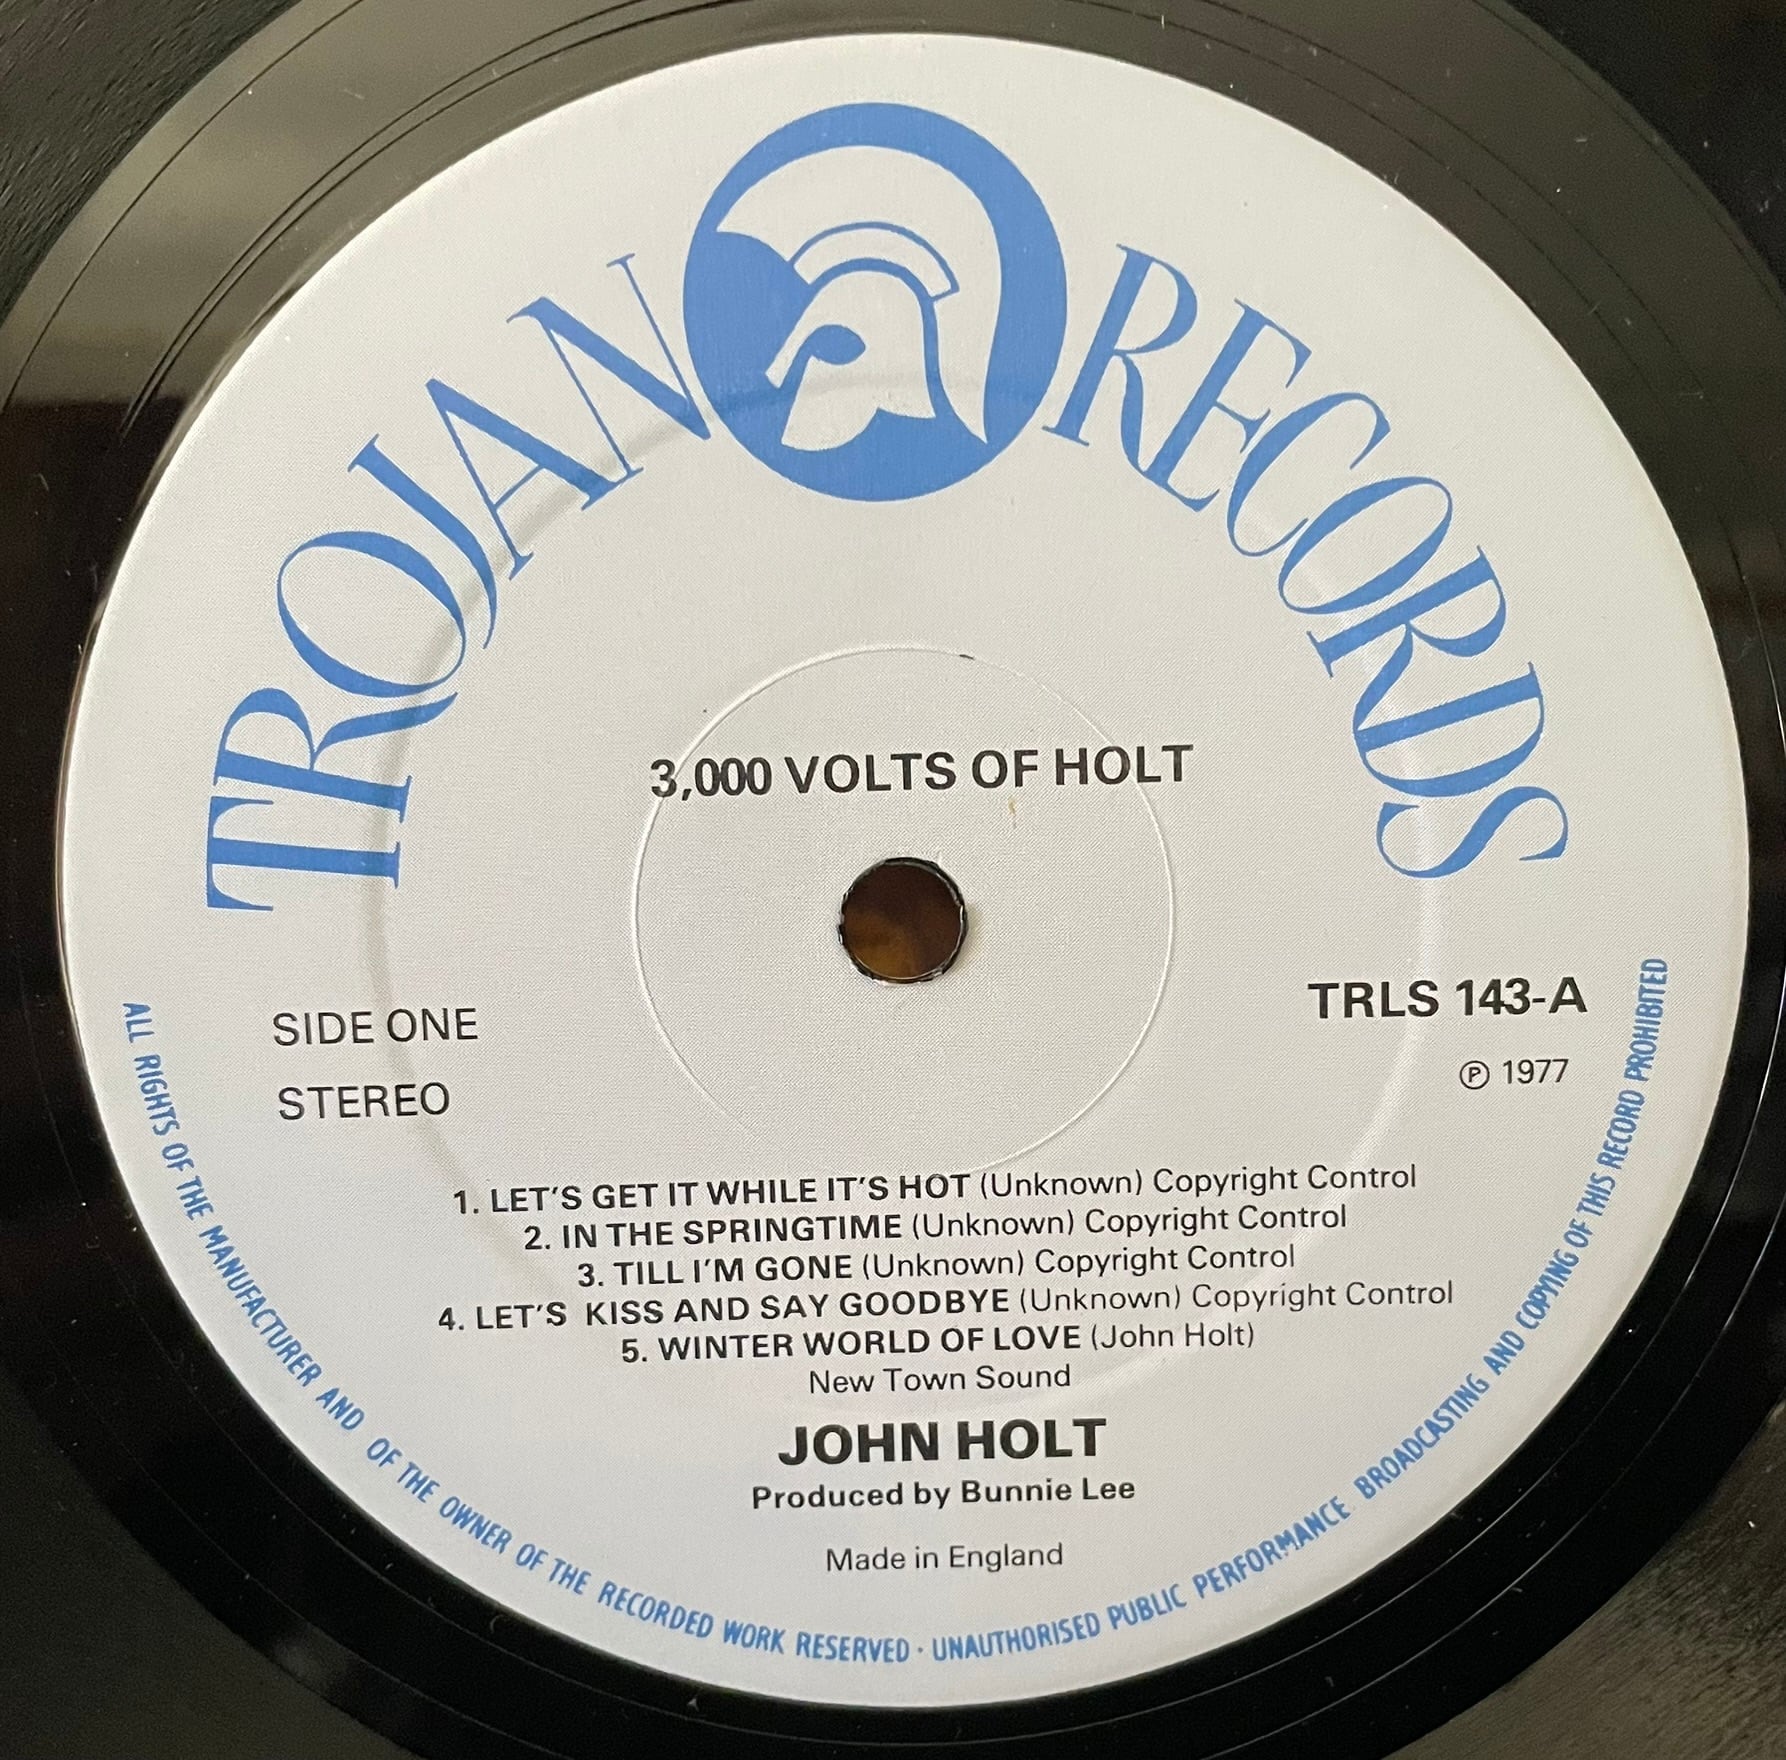 TROJAN RECORDS
3,000 VOLTS OF HOLT
SIDE ONE
STEREO
TRLS 143-A
℗ 1977
1. LET'S GET IT WHILE IT'S HOT (Unknown) Copyright Control
2. IN THE SPRINGTIME (Unknown) Copyright Control
3. TILL I'M GONE (Unknown) Copyright Control
4. LET'S KISS AND SAY GOODBYE (Unknown) Copyright Control
5. WINTER WORLD OF LOVE (John Holt)
New Town Sound
JOHN HOLT
Produced by Bunnie Lee
Made in England
ALL RIGHTS OF THE MANUFACTURER AND OF THE OWNER OF THE RECORDED WORK RESERVED · UNAUTHORISED PUBLIC PERFORMANCE. BROADCASTING AND COPYING OF THIS RECORD PROHIBITED